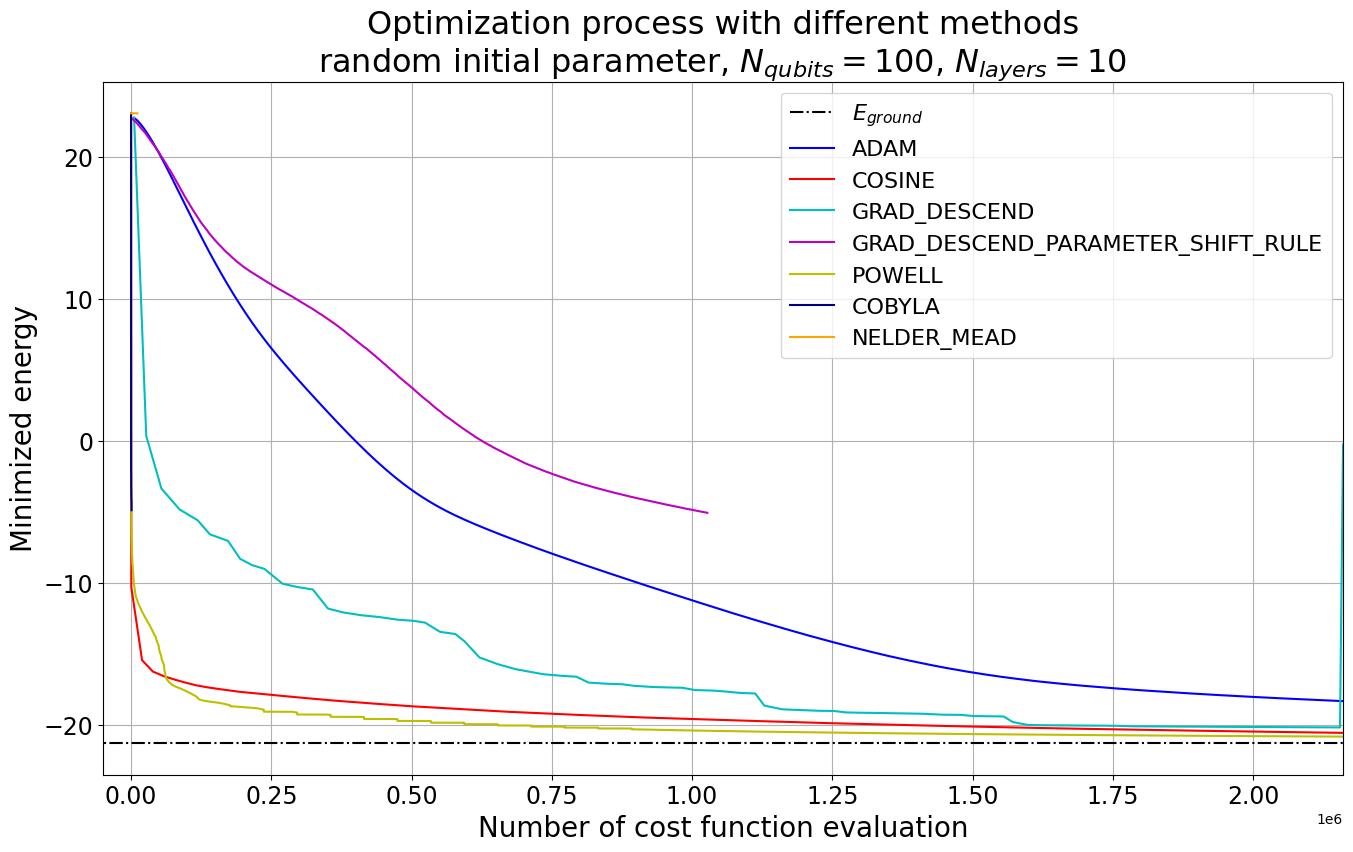 Optimization process with different methods
random initial parameter, N_qubits = 100, N_layers = 10
E_ground
ADAM
COSINE
GRAD_DESCEND
GRAD_DESCEND_PARAMETER_SHIFT_RULE
POWELL
COBYLA
NELDER_MEAD
Minimized energy
20
10
0
−10
−20
0.00 0.25 0.50 0.75 1.00 1.25 1.50 1.75 2.00
1e6
Number of cost function evaluation